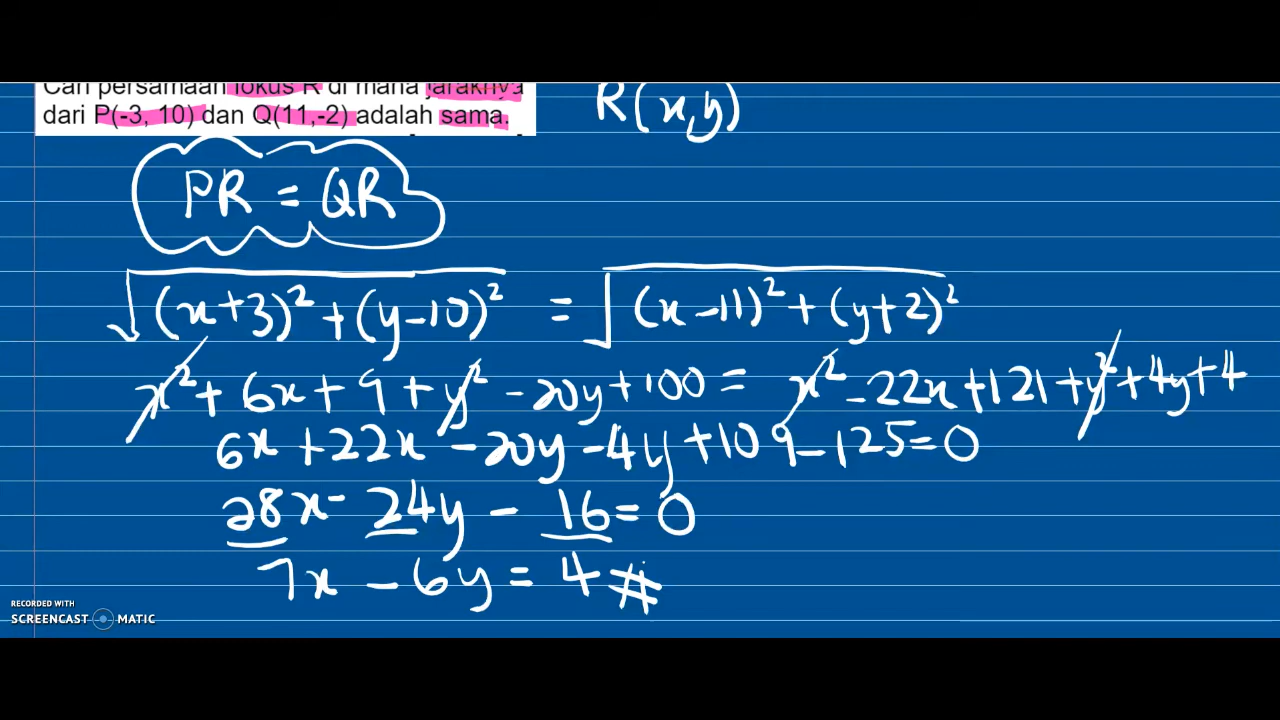 Cari persamaan lokus R di mana jaraknya
dari P(-3, 10) dan Q(11,-2) adalah sama.
R(x,y)
PR = QR
√((x+3)² + (y-10)²) = √((x-11)² + (y+2)²)
x² + 6x + 9 + y² - 20y + 100 = x² - 22x + 121 + y² + 4y + 4
6x + 22x - 20y - 4y + 109 - 125 = 0
28x - 24y - 16 = 0
7x - 6y = 4 #
RECORDED WITH
SCREENCAST MATIC